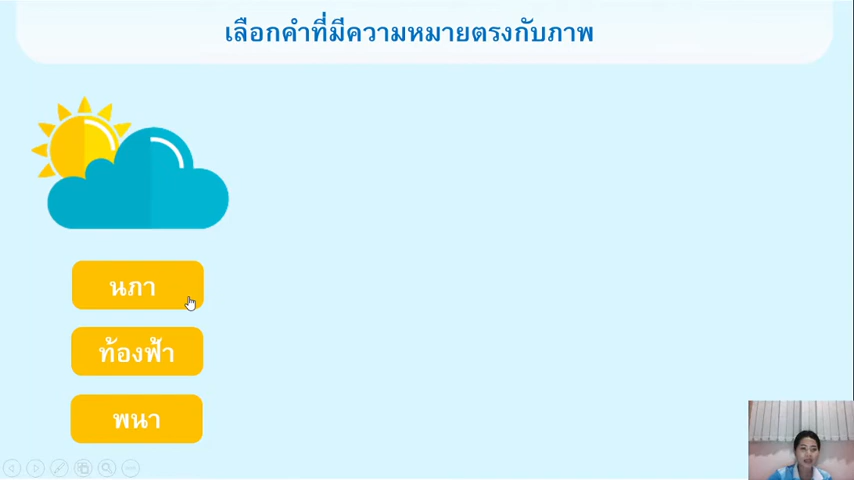 เลือกคำที่มีความหมายตรงกับภาพ
นภา
ท้องฟ้า
พนา